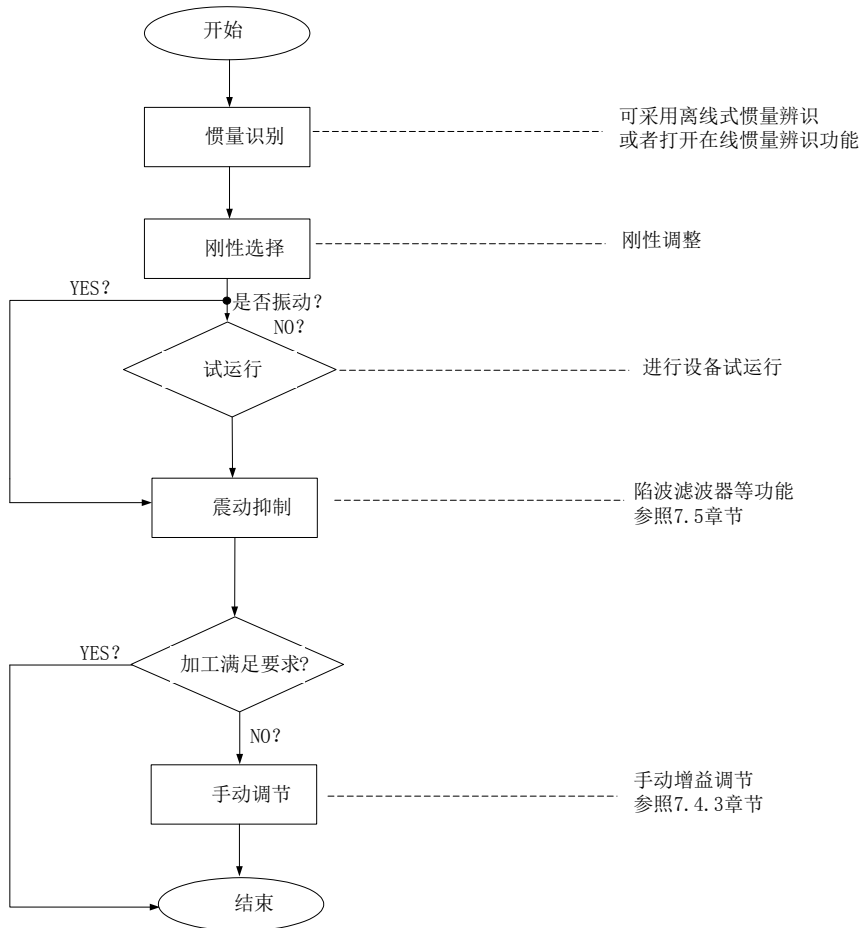 开始
惯量识别
可采用离线式惯量辨识
或者打开在线惯量辨识功能
刚性选择
刚性调整
YES?
是否振动?
NO?
试运行
进行设备试运行
震动抑制
陷波滤波器等功能
参照7.5章节
YES?
加工满足要求?
NO?
手动调节
手动增益调节
参照7.4.3章节
结束